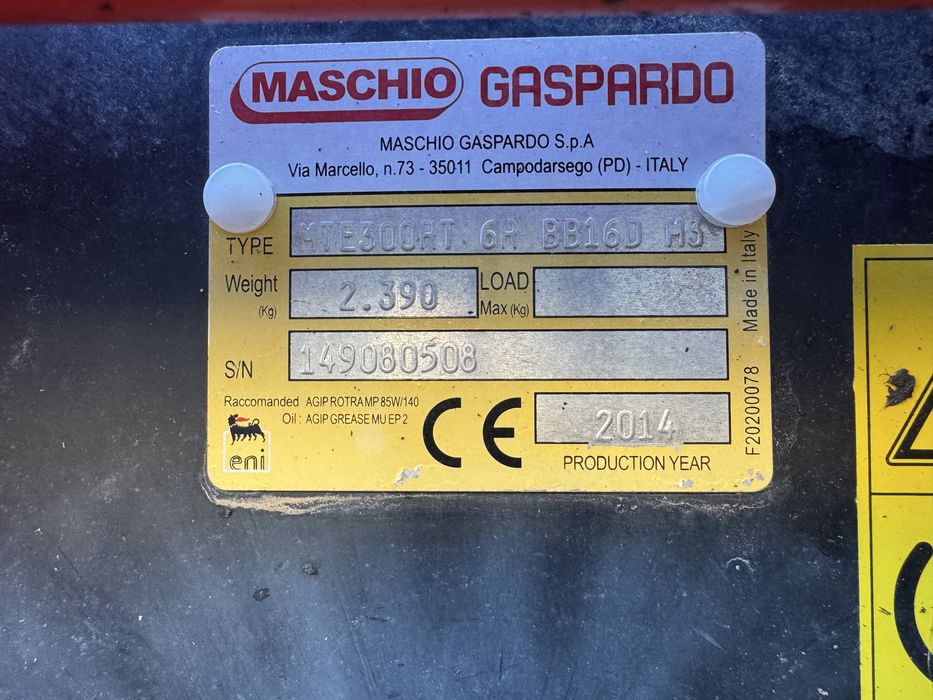 MASCHIO GASPARDO
MASCHIO GASPARDO S.p.A
Via Marcello, n.73 - 35011 Campodarsego (PD) - ITALY
TYPE MTE300RT 6R BB16D M3
Weight (Kg) 2.390 LOAD Max (Kg)
S/N 149080508
Raccomanded AGIP ROTRA MP 85W/140
Oil : AGIP GREASE MU EP 2
eni
CE
2014
PRODUCTION YEAR
F20200078 Made in Italy